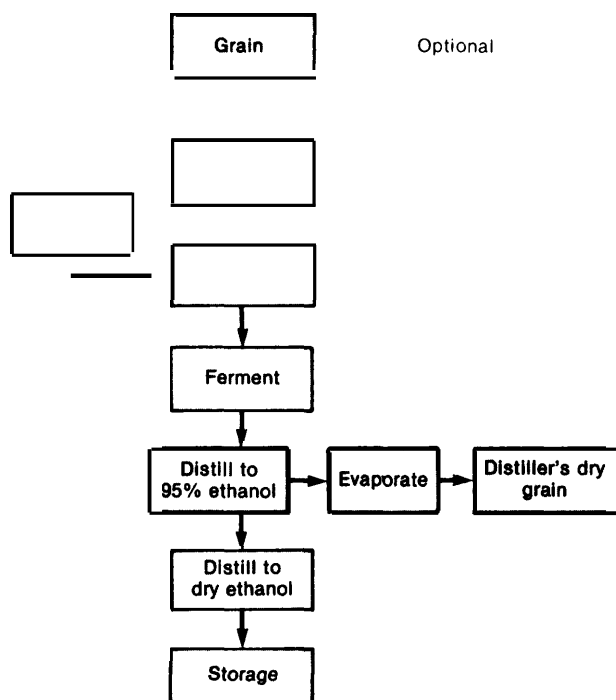 Grain
Optional
Ferment
Distill to
95% ethanol
Evaporate
Distiller's dry
grain
Distill to
dry ethanol
Storage